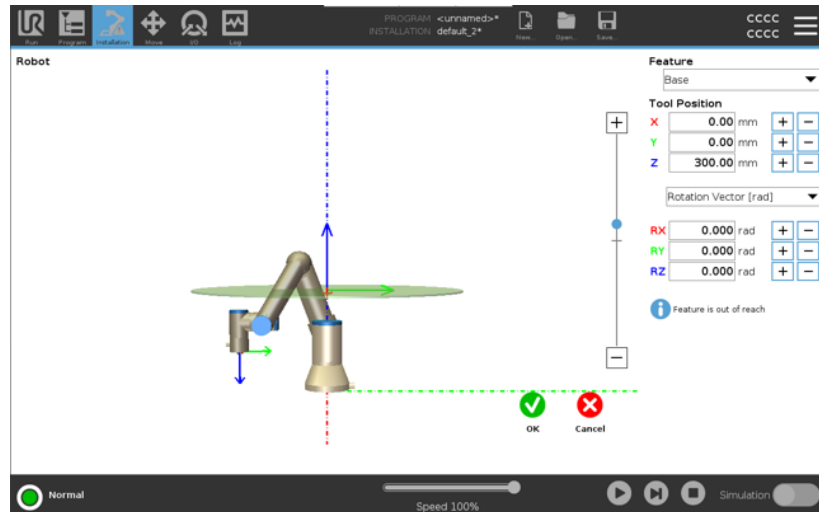 PROGRAM <unnamed>*
INSTALLATION default_2*
UR
Run
Program
Installation
Move
I/O
Log
New...
Open...
Save...
CCCC
CCCC
Robot
Feature
Base
Tool Position
X 0.00 mm + −
Y 0.00 mm + −
Z 300.00 mm + −
Rotation Vector [rad]
RX 0.000 rad + −
RY 0.000 rad + −
RZ 0.000 rad + −
i Feature is out of reach
+
−
OK
Cancel
Normal
Speed 100%
Simulation